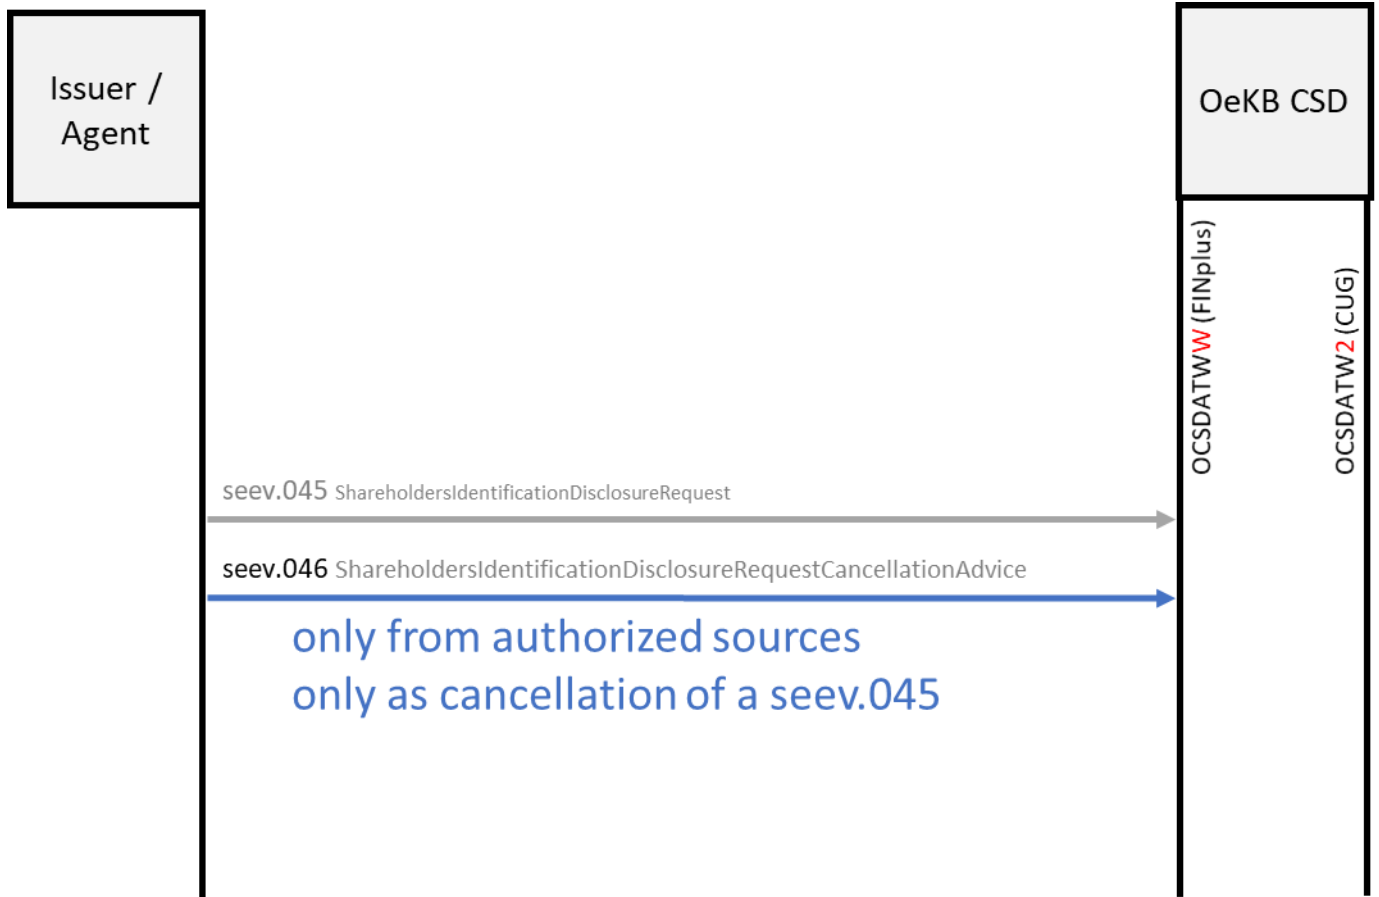 Issuer /
Agent
OeKB CSD
OCSDATWW (FINplus)
OCSDATW2 (CUG)
seev.045 ShareholdersIdentificationDisclosureRequest
seev.046 ShareholdersIdentificationDisclosureRequestCancellationAdvice
only from authorized sources
only as cancellation of a seev.045